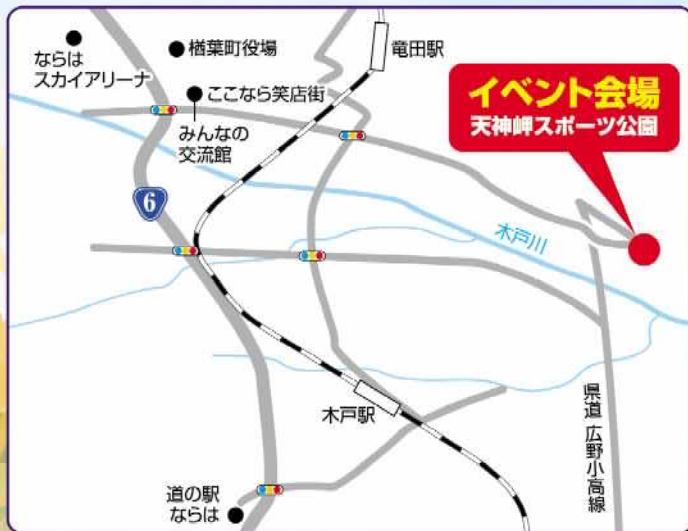 ならは
スカイアリーナ
楢葉町役場
竜田駅
ここなら笑店街
みんなの
交流館
イベント会場
天神岬スポーツ公園
6
木戸川
木戸駅
県道 広野小高線
道の駅
ならは